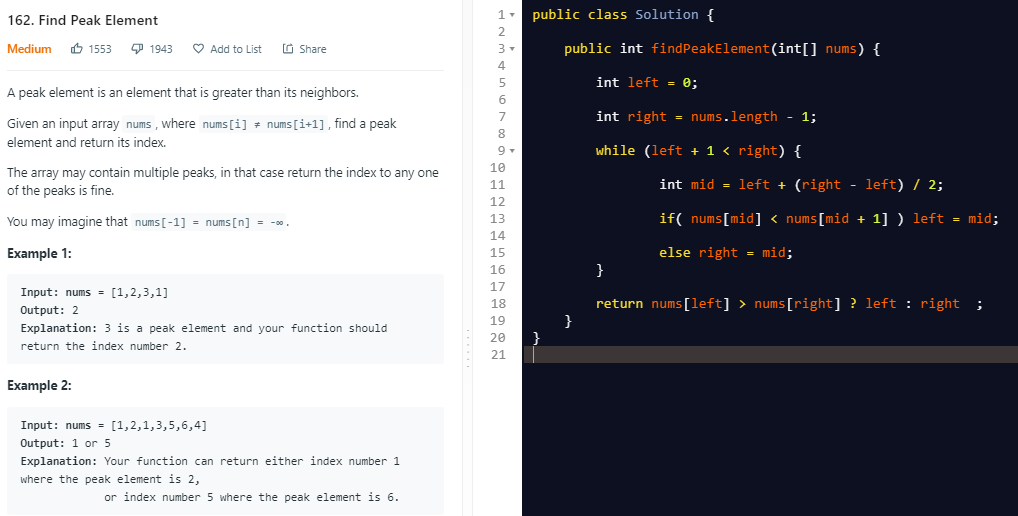 162. Find Peak Element
Medium 1553 1943 Add to List Share
A peak element is an element that is greater than its neighbors.
Given an input array nums , where nums[i] ≠ nums[i+1] , find a peak
element and return its index.
The array may contain multiple peaks, in that case return the index to any one
of the peaks is fine.
You may imagine that nums[-1] = nums[n] = -∞ .
Example 1:
Input: nums = [1,2,3,1]
Output: 2
Explanation: 3 is a peak element and your function should
return the index number 2.
Example 2:
Input: nums = [1,2,1,3,5,6,4]
Output: 1 or 5
Explanation: Your function can return either index number 1
where the peak element is 2,
or index number 5 where the peak element is 6.
1 public class Solution {
2
3 public int findPeakElement(int[] nums) {
4
5 int left = 0;
6
7 int right = nums.length - 1;
8
9 while (left + 1 < right) {
10
11 int mid = left + (right - left) / 2;
12
13 if( nums[mid] < nums[mid + 1] ) left = mid;
14
15 else right = mid;
16 }
17
18 return nums[left] > nums[right] ? left : right ;
19 }
20 }
21